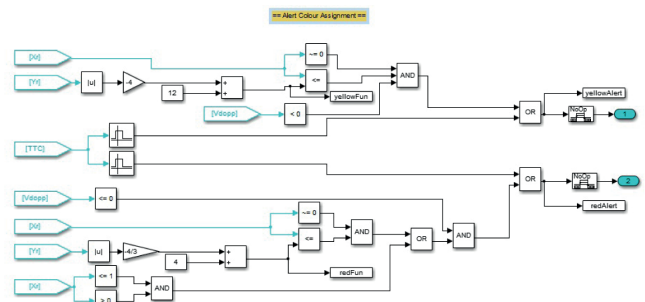 == Alert Colour Assignment ==
[Xr]
~= 0
[Yr]
|u|
-4
+
+
<=
AND
12
yellowFun
yellowAlert
[Vdopp]
< 0
OR
NoOp
1
[TTC]
OR
NoOp
2
[Vdopp]
<= 0
redAlert
[Xr]
~= 0
AND
AND
[Yr]
|u|
-4/3
+
+
<=
OR
4
redFun
[Xr]
<= 1
AND
> 0